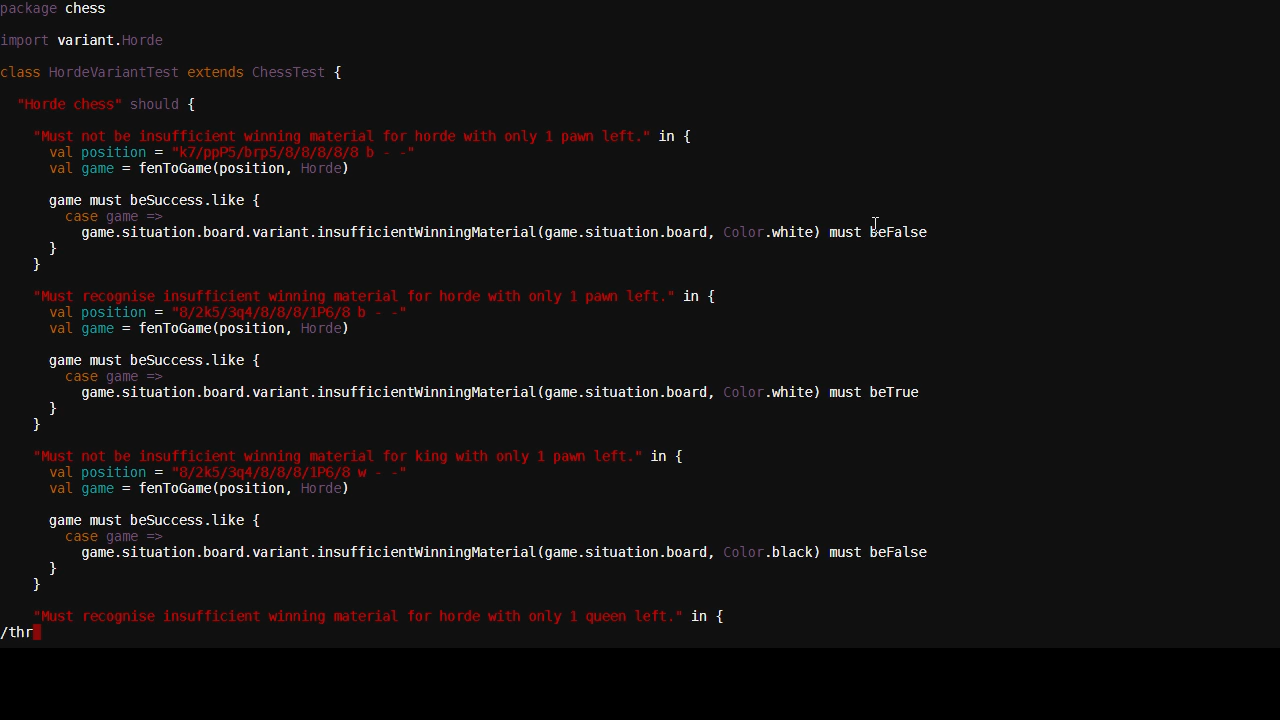 package chess
import variant.Horde
class HordeVariantTest extends ChessTest {
"Horde chess" should {
"Must not be insufficient winning material for horde with only 1 pawn left." in {
val position = "k7/ppP5/brp5/8/8/8/8/8 b - -"
val game = fenToGame(position, Horde)
game must beSuccess.like {
case game =>
game.situation.board.variant.insufficientWinningMaterial(game.situation.board, Color.white) must beFalse
}
}
"Must recognise insufficient winning material for horde with only 1 pawn left." in {
val position = "8/2k5/3q4/8/8/8/1P6/8 b - -"
val game = fenToGame(position, Horde)
game must beSuccess.like {
case game =>
game.situation.board.variant.insufficientWinningMaterial(game.situation.board, Color.white) must beTrue
}
}
"Must not be insufficient winning material for king with only 1 pawn left." in {
val position = "8/2k5/3q4/8/8/8/1P6/8 w - -"
val game = fenToGame(position, Horde)
game must beSuccess.like {
case game =>
game.situation.board.variant.insufficientWinningMaterial(game.situation.board, Color.black) must beFalse
}
}
"Must recognise insufficient winning material for horde with only 1 queen left." in {
/thr